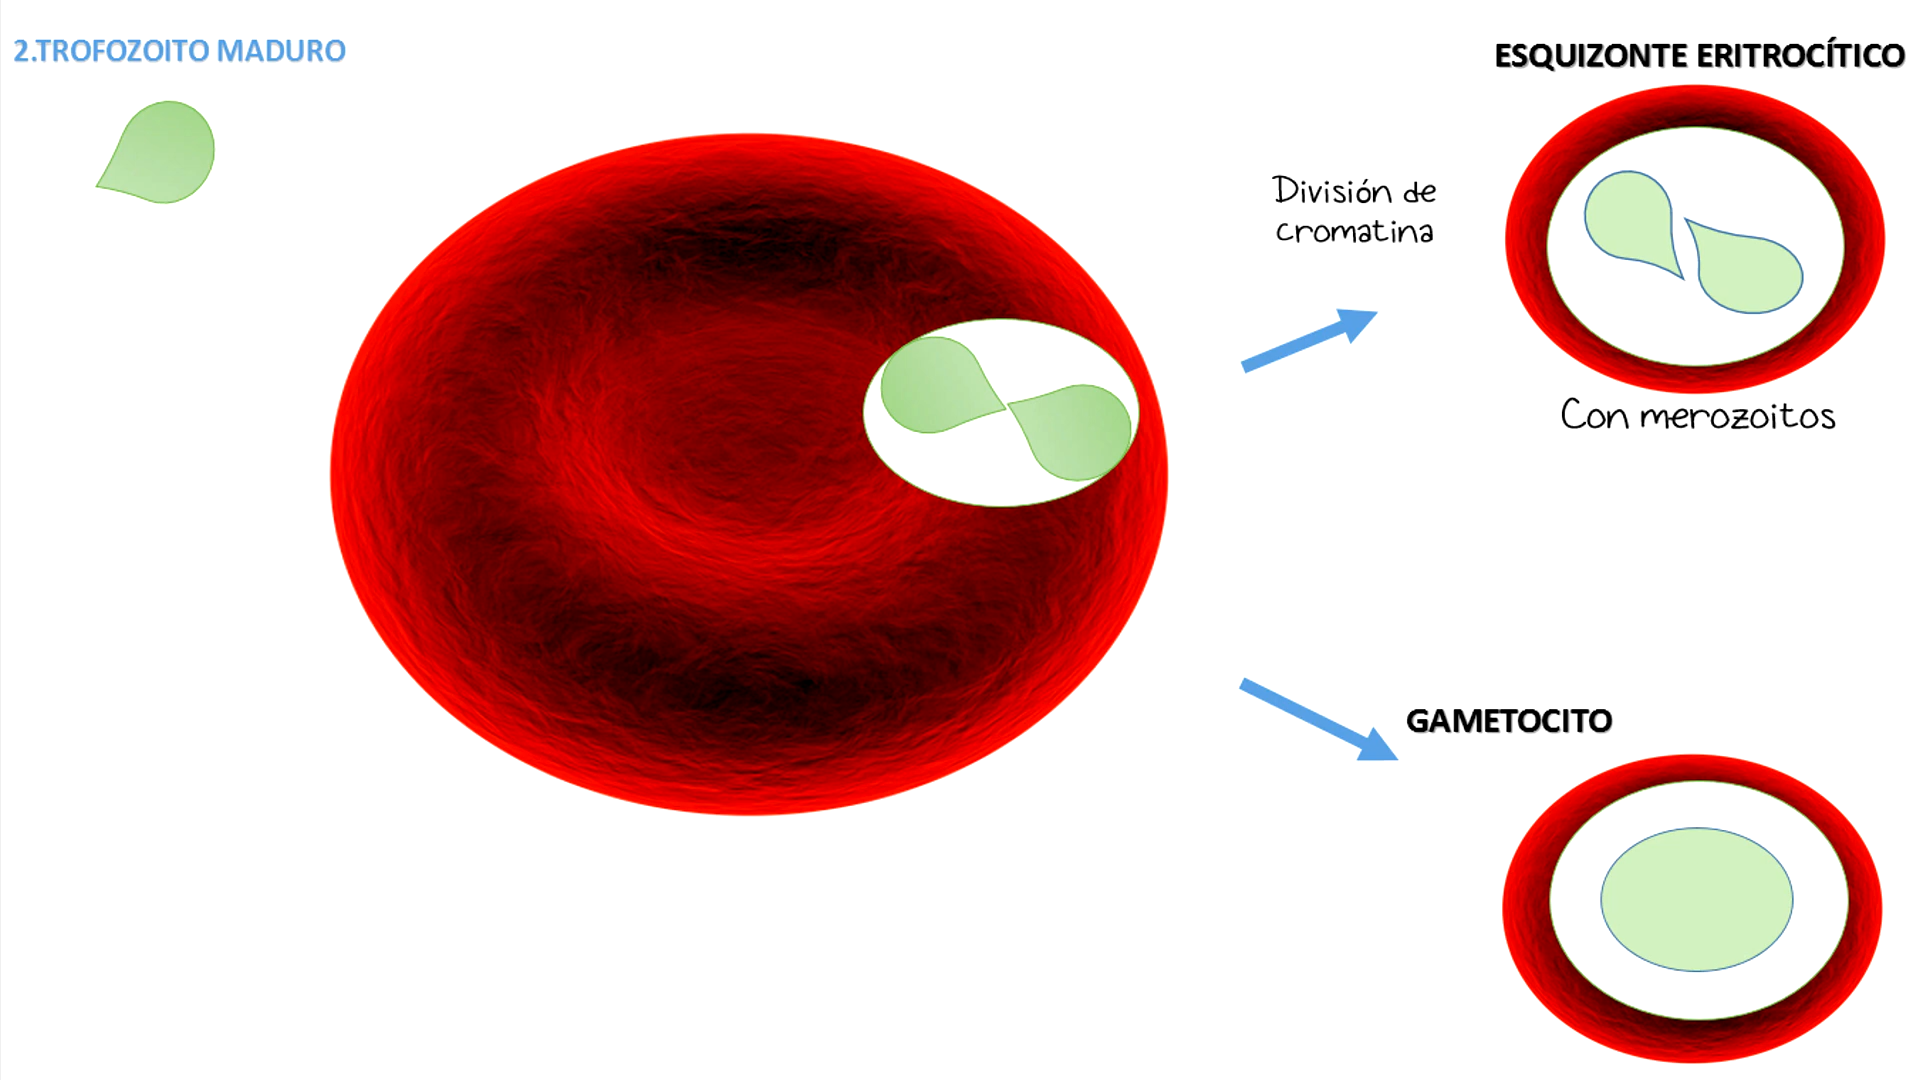 2.TROFOZOITO MADURO
ESQUIZONTE ERITROCÍTICO
División de
cromatina
Con merozoitos
GAMETOCITO